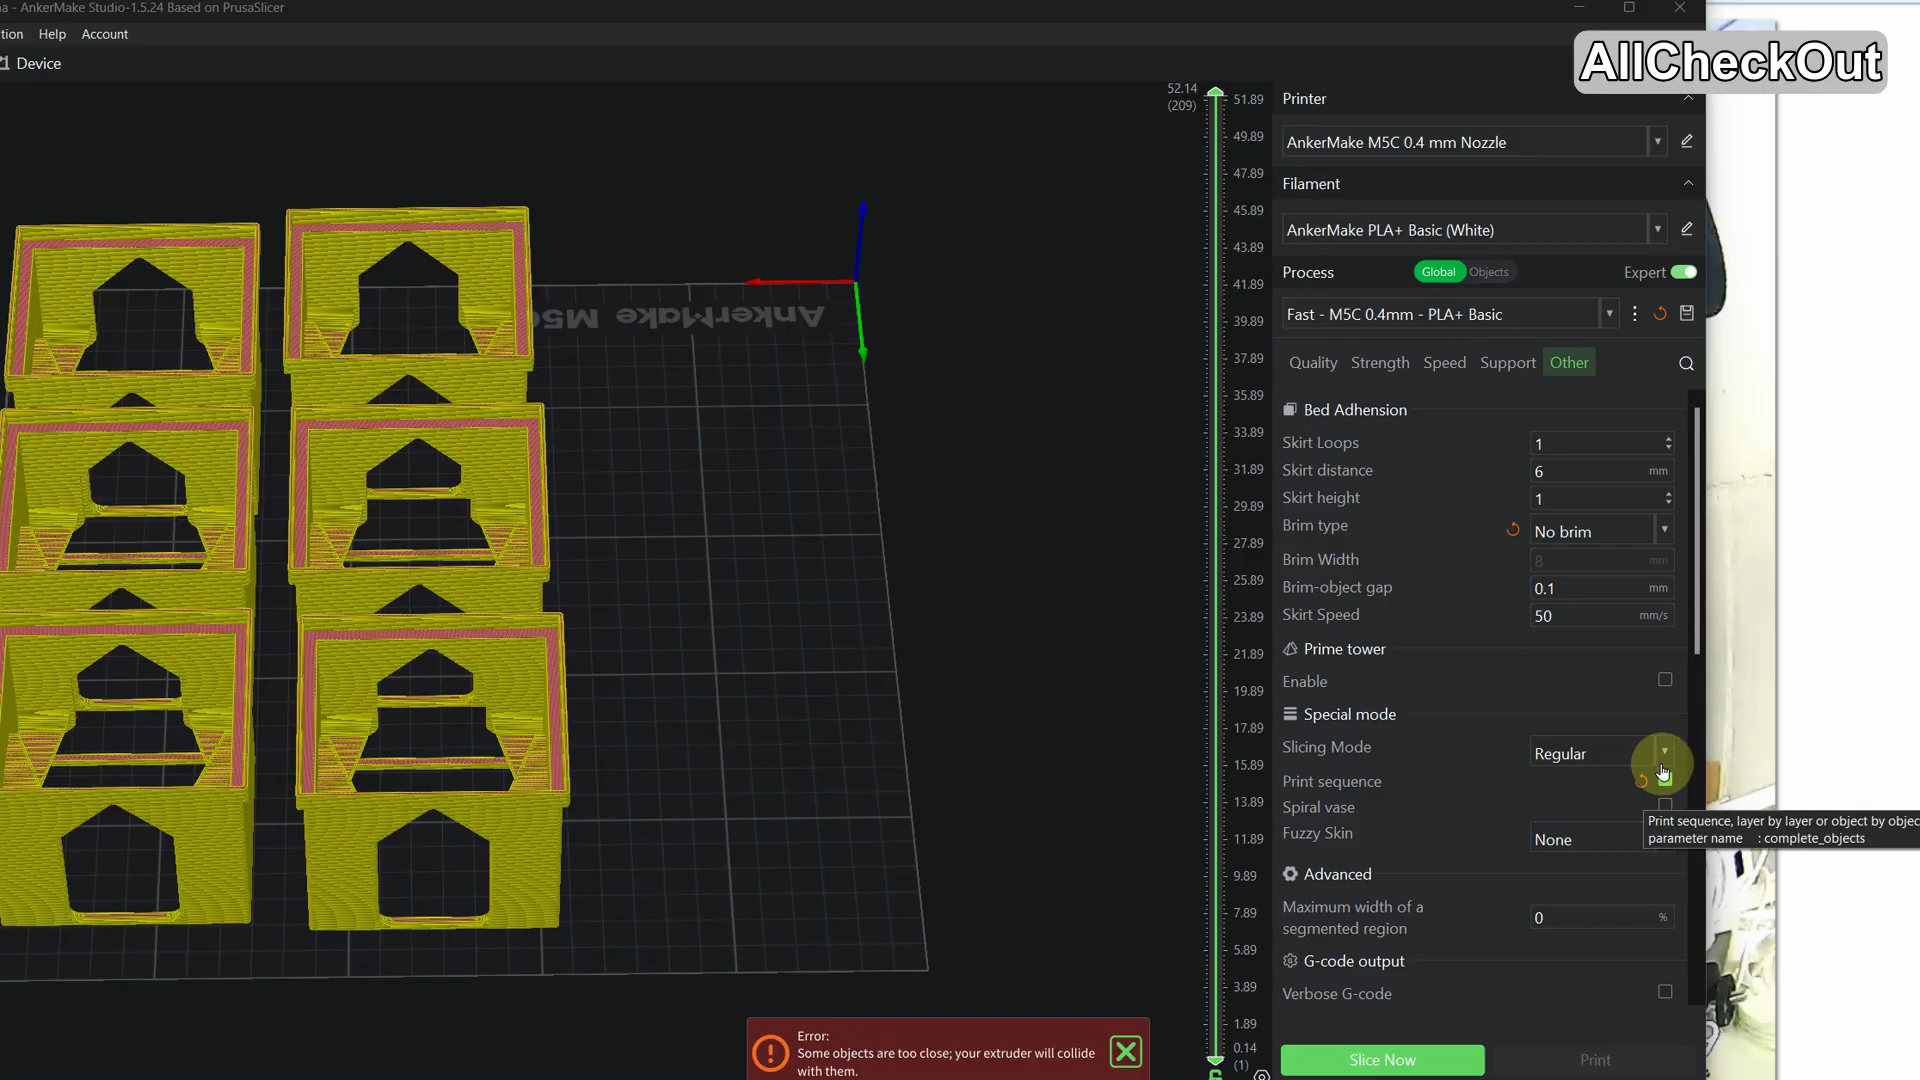 na - AnkerMake Studio-1.5.24 Based on PrusaSlicer
tion Help Account
Device
AllCheckOut
52.14
(209)
51.89
49.89
47.89
45.89
43.89
41.89
39.89
37.89
35.89
33.89
31.89
29.89
27.89
25.89
23.89
21.89
19.89
17.89
15.89
13.89
11.89
9.89
7.89
5.89
3.89
1.89
0.14
(1)
AnkerMake M5C
Printer
AnkerMake M5C 0.4 mm Nozzle
Filament
AnkerMake PLA+ Basic (White)
Process Global Objects Expert
Fast - M5C 0.4mm - PLA+ Basic
Quality Strength Speed Support Other
Bed Adhension
Skirt Loops 1
Skirt distance 6 mm
Skirt height 1
Brim type No brim
Brim Width 8 mm
Brim-object gap 0.1 mm
Skirt Speed 50 mm/s
Prime tower
Enable
Special mode
Slicing Mode Regular
Print sequence
Spiral vase
Print sequence, layer by layer or object by objec
parameter name : complete_objects
Fuzzy Skin None
Advanced
Maximum width of a
segmented region 0 %
G-code output
Verbose G-code
Slice Now Print
Error:
Some objects are too close; your extruder will collide
with them.